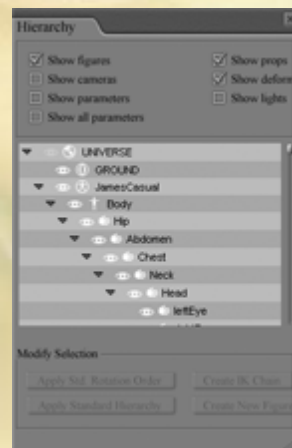 Hierarchy
Show figures
Show props
Show cameras
Show deform
Show parameters
Show lights
Show all parameters
UNIVERSE
GROUND
JamesCasual
Body
Hip
Abdomen
Chest
Neck
Head
leftEye
Modify Selection
Apply Std. Rotation Order
Create IK Chain
Apply Standard Hierarchy
Create New Figure